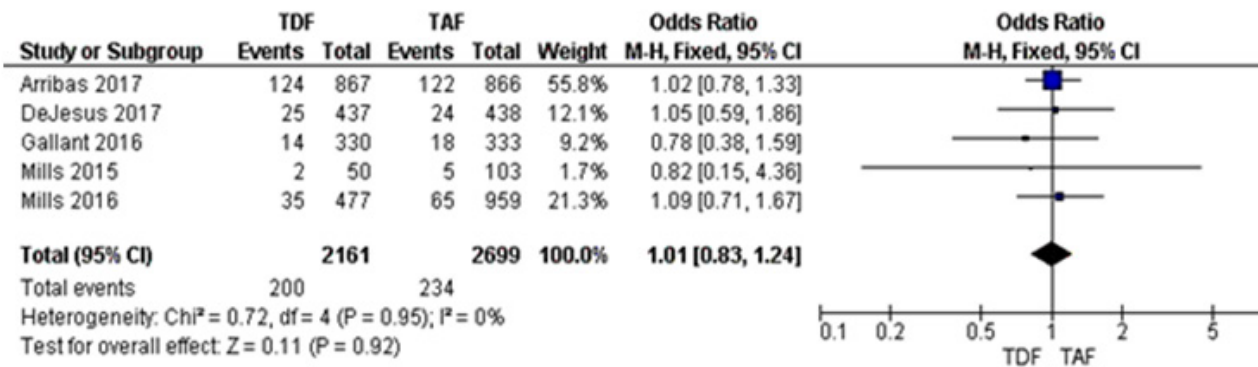 TDF TAF Odds Ratio Odds Ratio
Study or Subgroup Events Total Events Total Weight M-H, Fixed, 95% CI M-H, Fixed, 95% CI
Arribas 2017 124 867 122 866 55.8% 1.02 [0.78, 1.33]
DeJesus 2017 25 437 24 438 12.1% 1.05 [0.59, 1.86]
Gallant 2016 14 330 18 333 9.2% 0.78 [0.38, 1.59]
Mills 2015 2 50 5 103 1.7% 0.82 [0.15, 4.36]
Mills 2016 35 477 65 959 21.3% 1.09 [0.71, 1.67]
Total (95% CI) 2161 2699 100.0% 1.01 [0.83, 1.24]
Total events 200 234
Heterogeneity: Chi² = 0.72, df = 4 (P = 0.95); I² = 0%
Test for overall effect: Z = 0.11 (P = 0.92)
0.1 0.2 0.5 1 2 5
TDF TAF